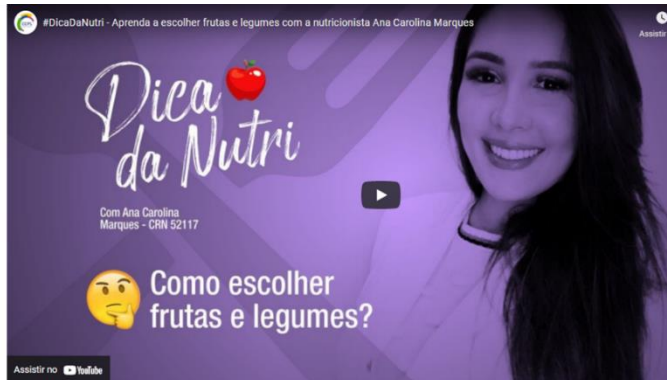 #DicaDaNutri - Aprenda a escolher frutas e legumes com a nutricionista Ana Carolina Marques
Assistir
Dica
da Nutri
Com Ana Carolina
Marques - CRN 52117
Como escolher
frutas e legumes?
Assistir no YouTube